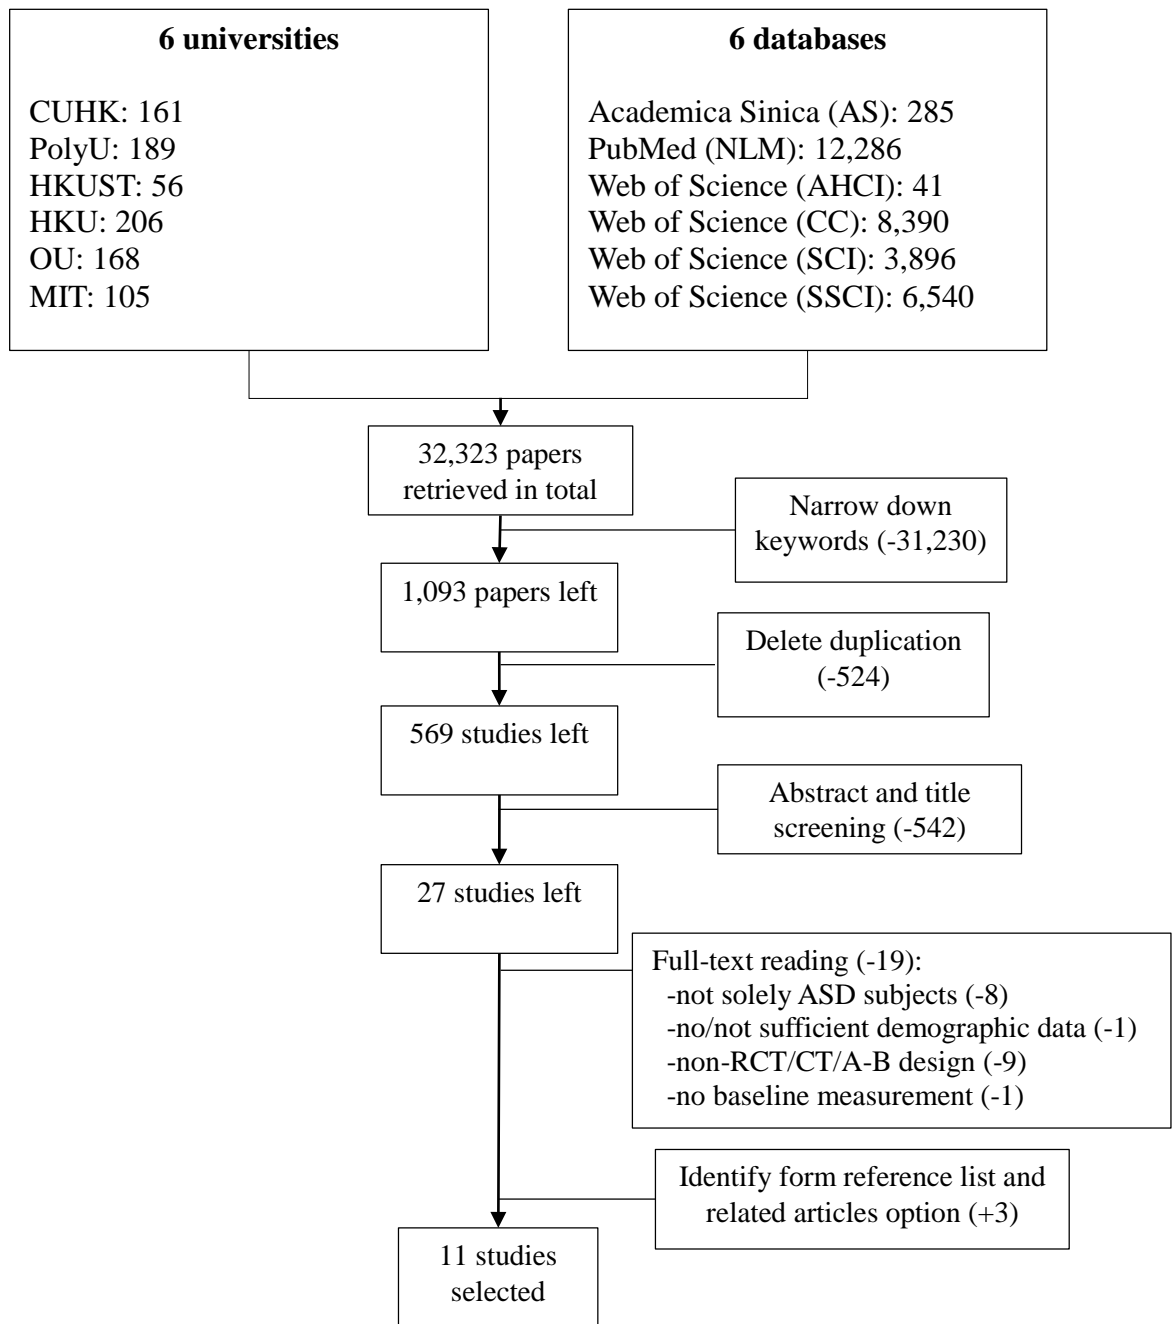 6 universities
CUHK: 161
PolyU: 189
HKUST: 56
HKU: 206
OU: 168
MIT: 105
6 databases
Academica Sinica (AS): 285
PubMed (NLM): 12,286
Web of Science (AHCI): 41
Web of Science (CC): 8,390
Web of Science (SCI): 3,896
Web of Science (SSCI): 6,540
32,323 papers
retrieved in total
Narrow down
keywords (-31,230)
1,093 papers left
Delete duplication
(-524)
569 studies left
Abstract and title
screening (-542)
27 studies left
Full-text reading (-19):
-not solely ASD subjects (-8)
-no/not sufficient demographic data (-1)
-non-RCT/CT/A-B design (-9)
-no baseline measurement (-1)
Identify form reference list and
related articles option (+3)
11 studies
selected